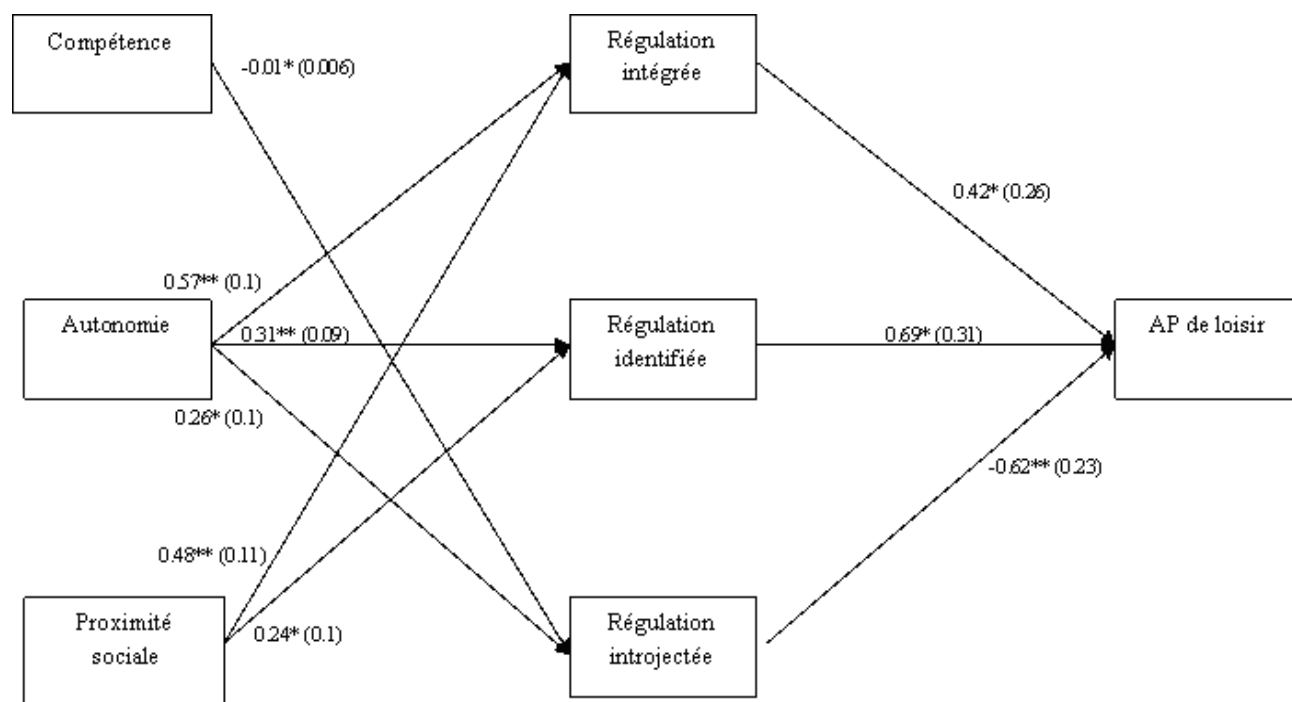 Compétence
Régulation
intégrée
-0.01* (0.006)
0.42* (0.26)
0.57** (0.1)
Autonomie
0.31** (0.09)
Régulation
identifiée
0.69* (0.31)
AP de loisir
0.26* (0.1)
-0.62** (0.23)
0.48** (0.11)
Proximité
sociale
0.24* (0.1)
Régulation
introjectée